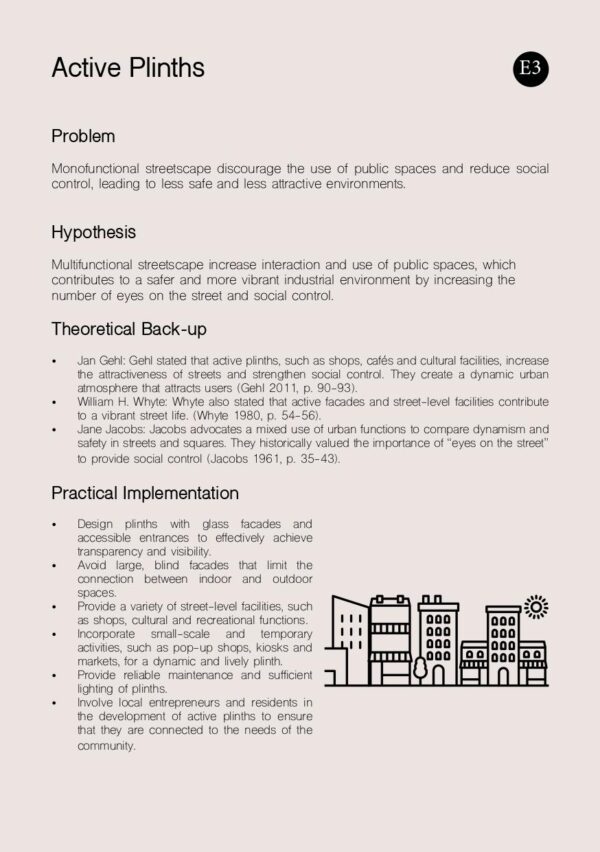 Active Plinths
E3
Problem
Monofunctional streetscape discourage the use of public spaces and reduce social
control, leading to less safe and less attractive environments.
Hypothesis
Multifunctional streetscape increase interaction and use of public spaces, which
contributes to a safer and more vibrant industrial environment by increasing the
number of eyes on the street and social control.
Theoretical Back-up
• Jan Gehl: Gehl stated that active plinths, such as shops, cafés and cultural facilities, increase
the attractiveness of streets and strengthen social control. They create a dynamic urban
atmosphere that attracts users (Gehl 2011, p. 90-93).
• William H. Whyte: Whyte also stated that active facades and street-level facilities contribute
to a vibrant street life. (Whyte 1980, p. 54-56).
• Jane Jacobs: Jacobs advocates a mixed use of urban functions to compare dynamism and
safety in streets and squares. They historically valued the importance of "eyes on the street"
to provide social control (Jacobs 1961, p. 35-43).
Practical Implementation
• Design plinths with glass facades and
accessible entrances to effectively achieve
transparency and visibility.
• Avoid large, blind facades that limit the
connection between indoor and outdoor
spaces.
• Provide a variety of street-level facilities, such
as shops, cultural and recreational functions.
• Incorporate small-scale and temporary
activities, such as pop-up shops, kiosks and
markets, for a dynamic and lively plinth.
• Provide reliable maintenance and sufficient
lighting of plinths.
• Involve local entrepreneurs and residents in
the development of active plinths to ensure
that they are connected to the needs of the
community.